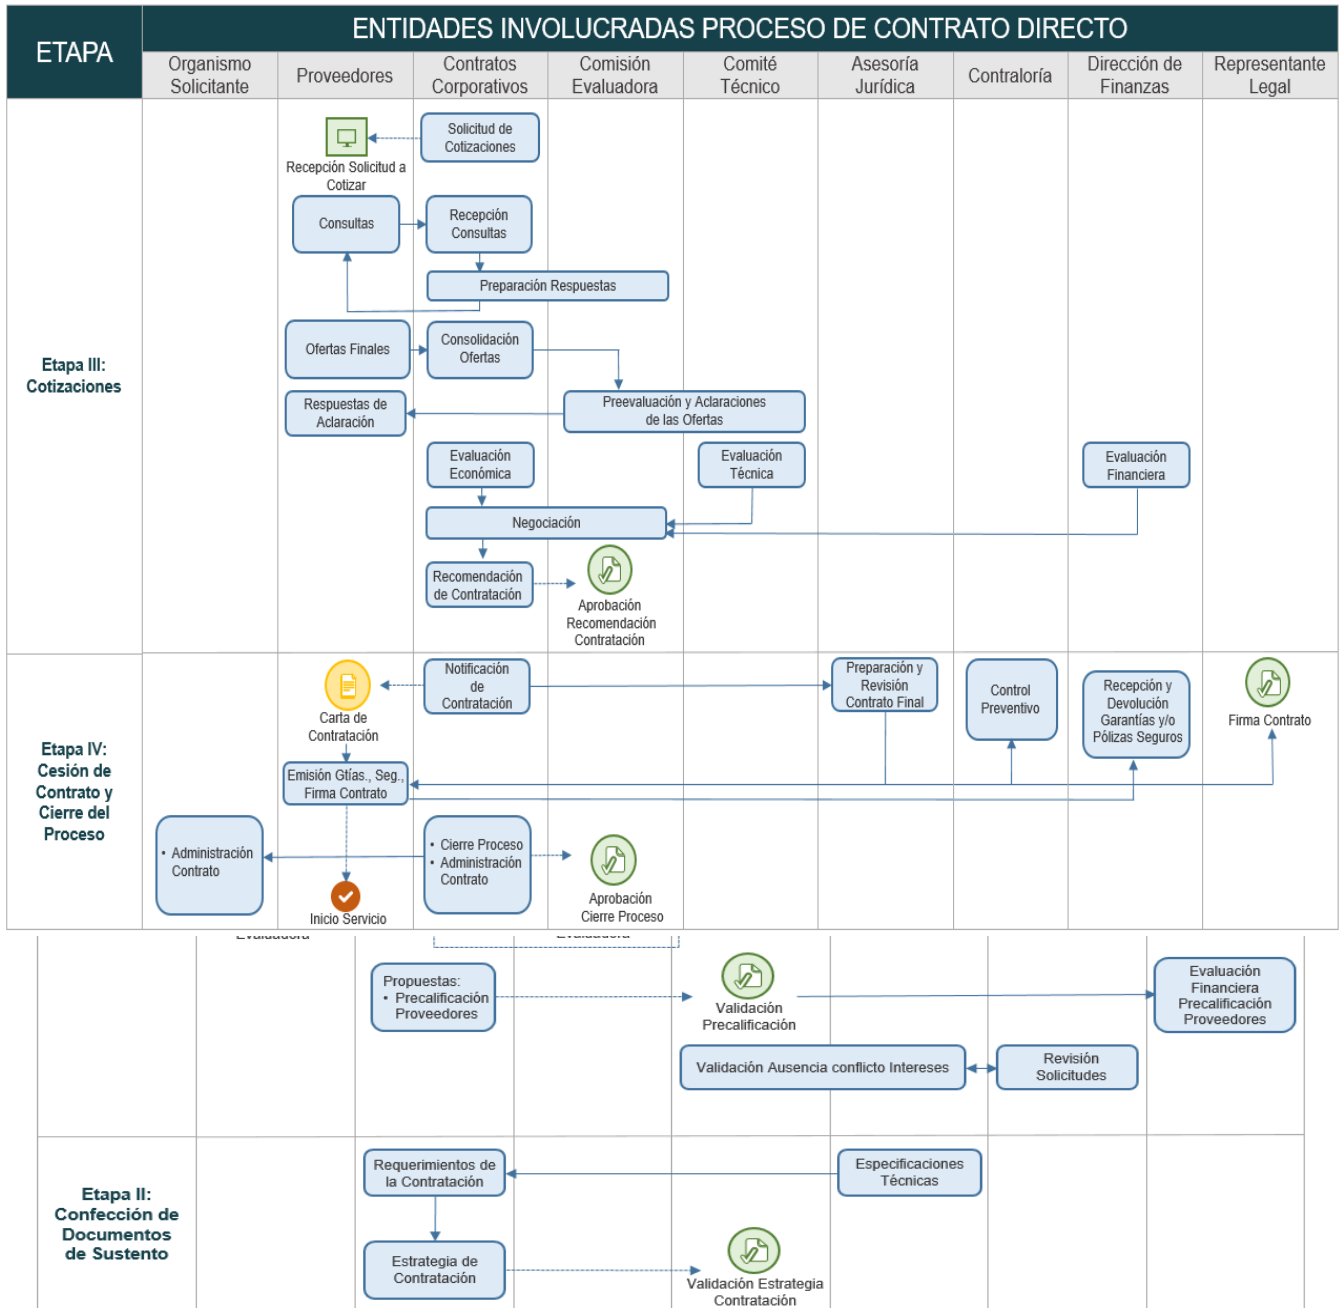 ETAPA
ENTIDADES INVOLUCRADAS PROCESO DE CONTRATO DIRECTO
Organismo
Solicitante
Proveedores
Contratos
Corporativos
Comisión
Evaluadora
Comité
Técnico
Asesoría
Jurídica
Contraloría
Dirección de
Finanzas
Representante
Legal
Etapa III:
Cotizaciones
Solicitud de
Cotizaciones
Recepción Solicitud a
Cotizar
Consultas
Recepción
Consultas
Preparación Respuestas
Ofertas Finales
Consolidación
Ofertas
Respuestas de
Aclaración
Preevaluación y Aclaraciones
de las Ofertas
Evaluación
Económica
Evaluación
Técnica
Evaluación
Financiera
Negociación
Recomendación
de Contratación
Aprobación
Recomendación
Contratación
Etapa IV:
Cesión de
Contrato y
Cierre del
Proceso
Carta de
Contratación
Notificación
de
Contratación
Preparación y
Revisión
Contrato Final
Control
Preventivo
Recepción y
Devolución
Garantías y/o
Pólizas Seguros
Firma Contrato
Emisión Gtías., Seg.,
Firma Contrato
• Administración
Contrato
Inicio Servicio
• Cierre Proceso
• Administración
Contrato
Aprobación
Cierre Proceso
Evaluadora
Evaluadora
Propuestas:
• Precalificación
Proveedores
Validación
Precalificación
Evaluación
Financiera
Precalificación
Proveedores
Validación Ausencia conflicto Intereses
Revisión
Solicitudes
Etapa II:
Confección de
Documentos
de Sustento
Requerimientos de
la Contratación
Especificaciones
Técnicas
Estrategia de
Contratación
Validación Estrategia
Contratación